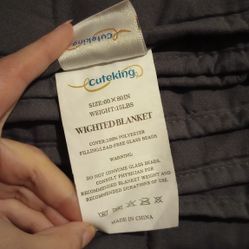 Cuteking
Cuteking
SIZE:60×80IN
WEIGHT:15LBS
WIGHTED BLANKET
COVER:100% POLYESTER
FILLING:LEAD-FREE GLASS BEADS
WARNING:
DO NOT CONSUME GLASS BEADS.
CONSULT PHYSICIAN FOR
RECOMMENDED BLANKET WEIGHT AND
RECOMMENDED DURATIONS OF USE.
MADE IN CHINA